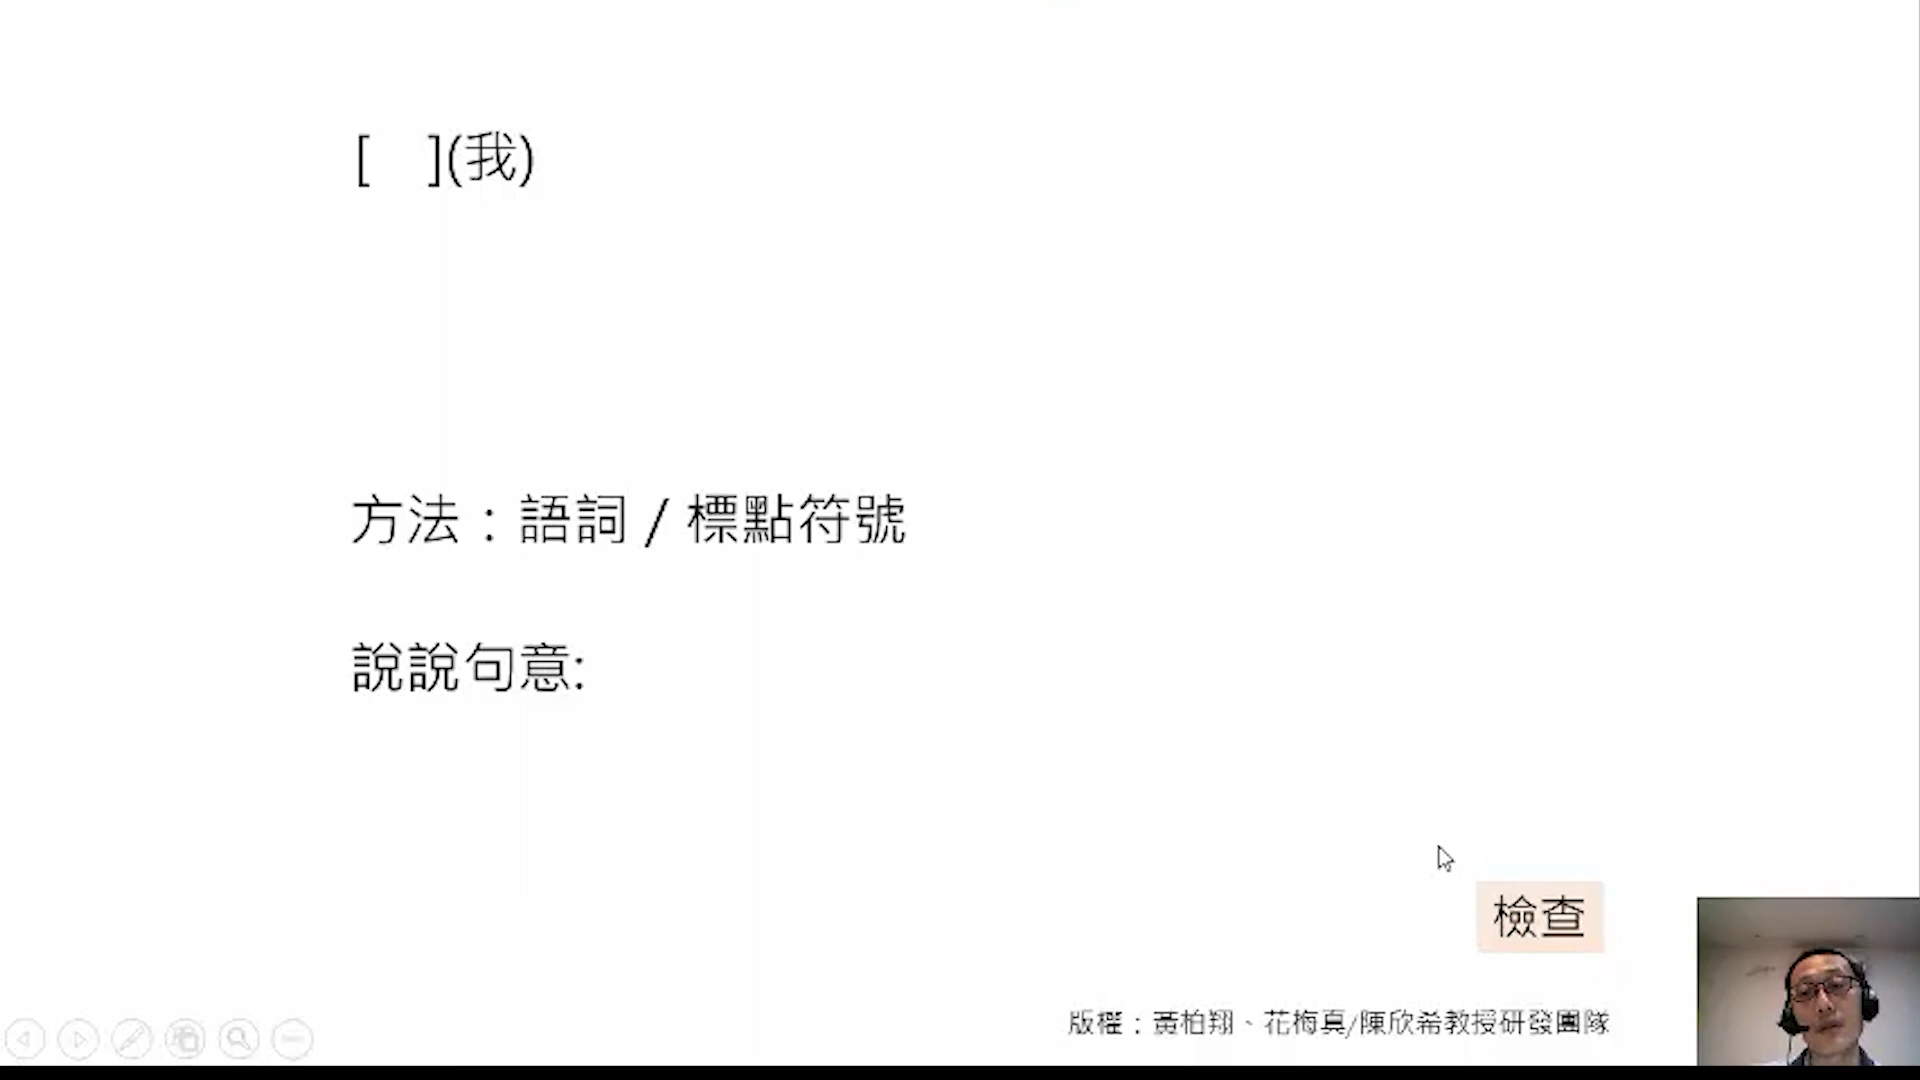 [ ](我)
方法：語詞 / 標點符號
說說句意:
檢查
版權：黃柏翔、花梅真/陳欣希教授研發團隊